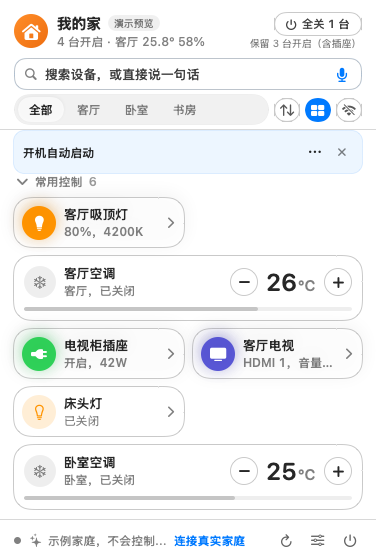 我的家 演示预览
全关 1 台
4 台开启 · 客厅 25.8° 58%
保留 3 台开启（含插座）
搜索设备，或直接说一句话
全部 客厅 卧室 书房
开机自动启动
常用控制 6
客厅吸顶灯
80%，4200K
客厅空调
客厅，已关闭
26°C
电视柜插座
开启，42W
客厅电视
HDMI 1，音量...
床头灯
已关闭
卧室空调
卧室，已关闭
25°C
示例家庭，不会控制... 连接真实家庭